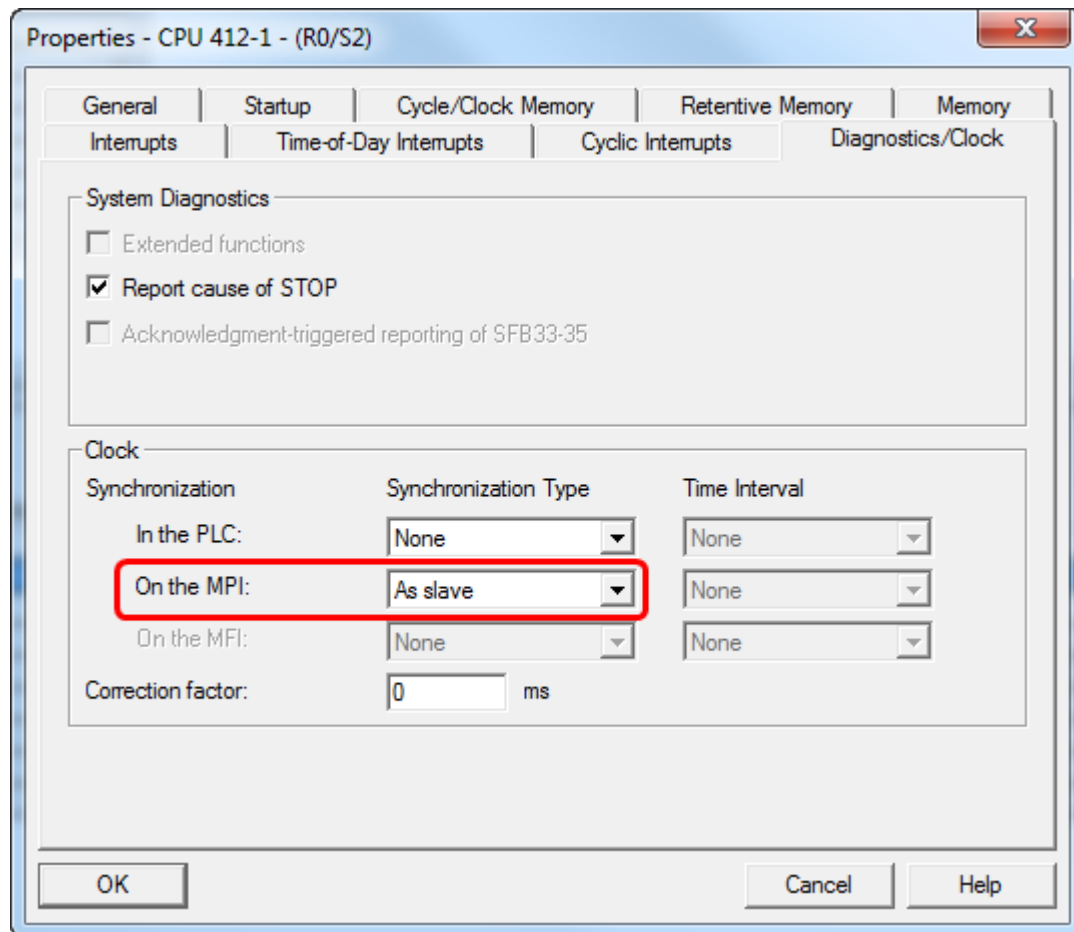 Properties - CPU 412-1 - (R0/S2)
General Startup Cycle/Clock Memory Retentive Memory Memory
Interrupts Time-of-Day Interrupts Cyclic Interrupts Diagnostics/Clock
System Diagnostics
Extended functions
Report cause of STOP
Acknowledgment-triggered reporting of SFB33-35
Clock
Synchronization Synchronization Type Time Interval
In the PLC: None None
On the MPI: As slave None
On the MFI: None None
Correction factor: 0 ms
OK Cancel Help